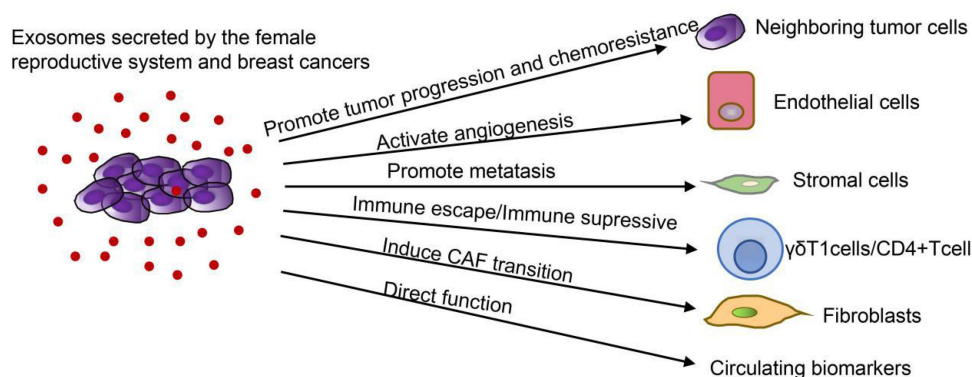 Exosomes secreted by the female
reproductive system and breast cancers
Promote tumor progression and chemoresistance
Neighboring tumor cells
Activate angiogenesis
Endothelial cells
Promote metatasis
Stromal cells
Immune escape/Immune supressive
γδT1cells/CD4+Tcell
Induce CAF transition
Fibroblasts
Direct function
Circulating biomarkers